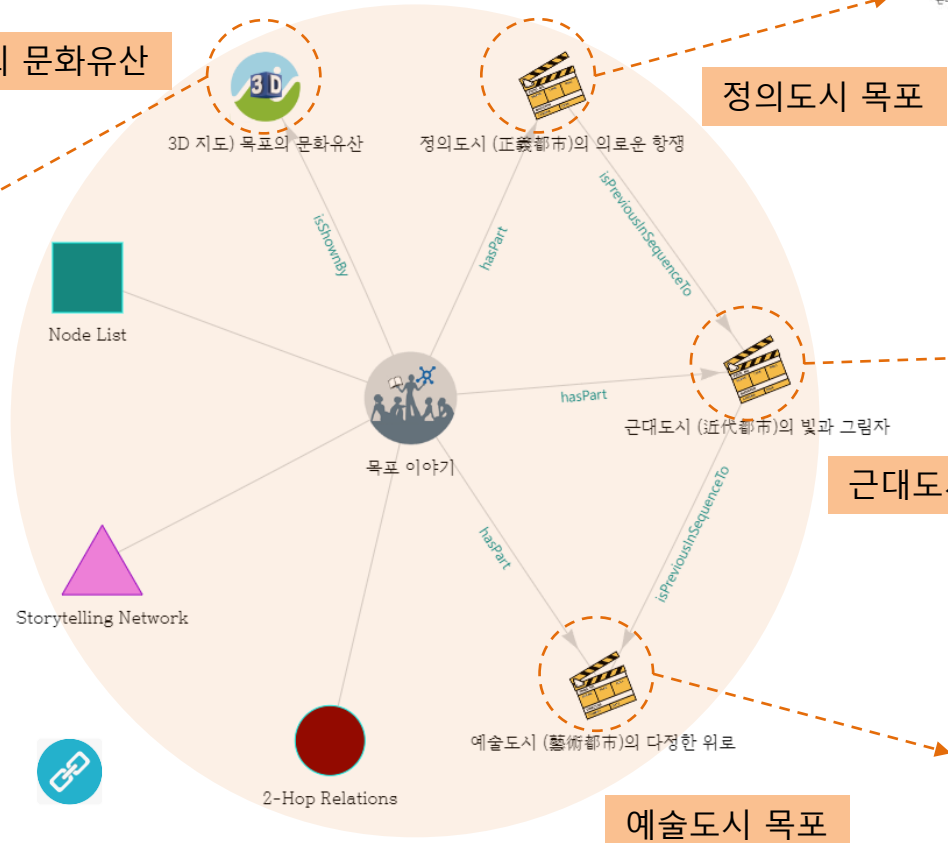 문화유산
3D
3D 지도) 목포의 문화유산
정의도시 (正義都市)의 의로운 항쟁
정의도시 목포
isShownBy
hasPart
isPreviousInSequenceTo
Node List
hasPart
목포 이야기
근대도시 (近代都市)의 빛과 그림자
근대도
hasPart
isPreviousInSequenceTo
Storytelling Network
예술도시 (藝術都市)의 다정한 위로
2-Hop Relations
예술도시 목포